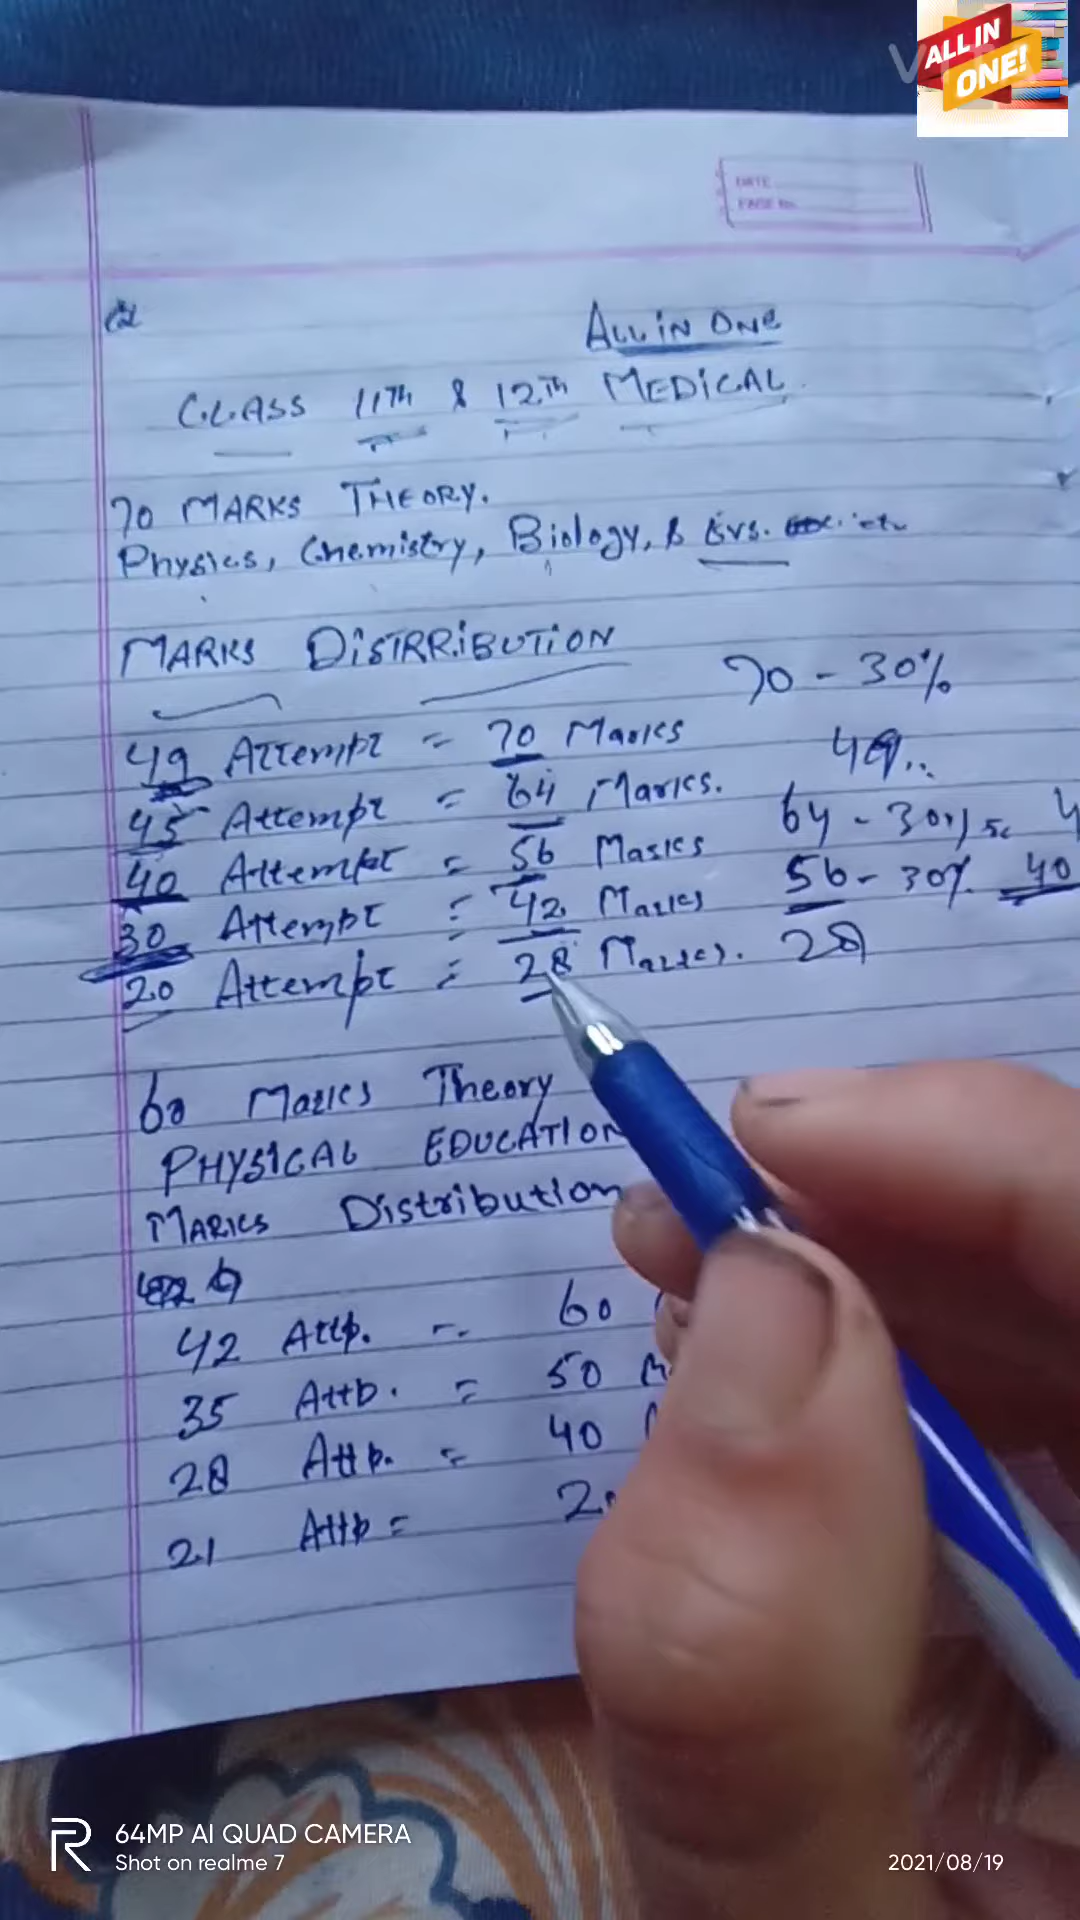 ALL IN
ONE!
DATE
PAGE No.
ALL IN ONE
CLASS 11TH & 12TH MEDICAL.
70 MARKS THEORY.
Physics, Chemistry, Biology, & Evs. etc
MARKS DISTRRIBUTION
70 - 30%
49 Attempt = 70 Marks
49..
45 Attempt = 64 Marks.
64 - 30%
40 Attempt = 56 Marks
56 - 30% 40
30 Attempt = 42 Marks
20 Attempt = 28 Marks. 28
60 Marks Theory
PHYSICAL EDUCATION
MARKS Distribution
42 Attp. -. 60
35 Attb. = 50 M
28 Attp. = 40
21 Attp =
64MP AI QUAD CAMERA
Shot on realme 7
2021/08/19